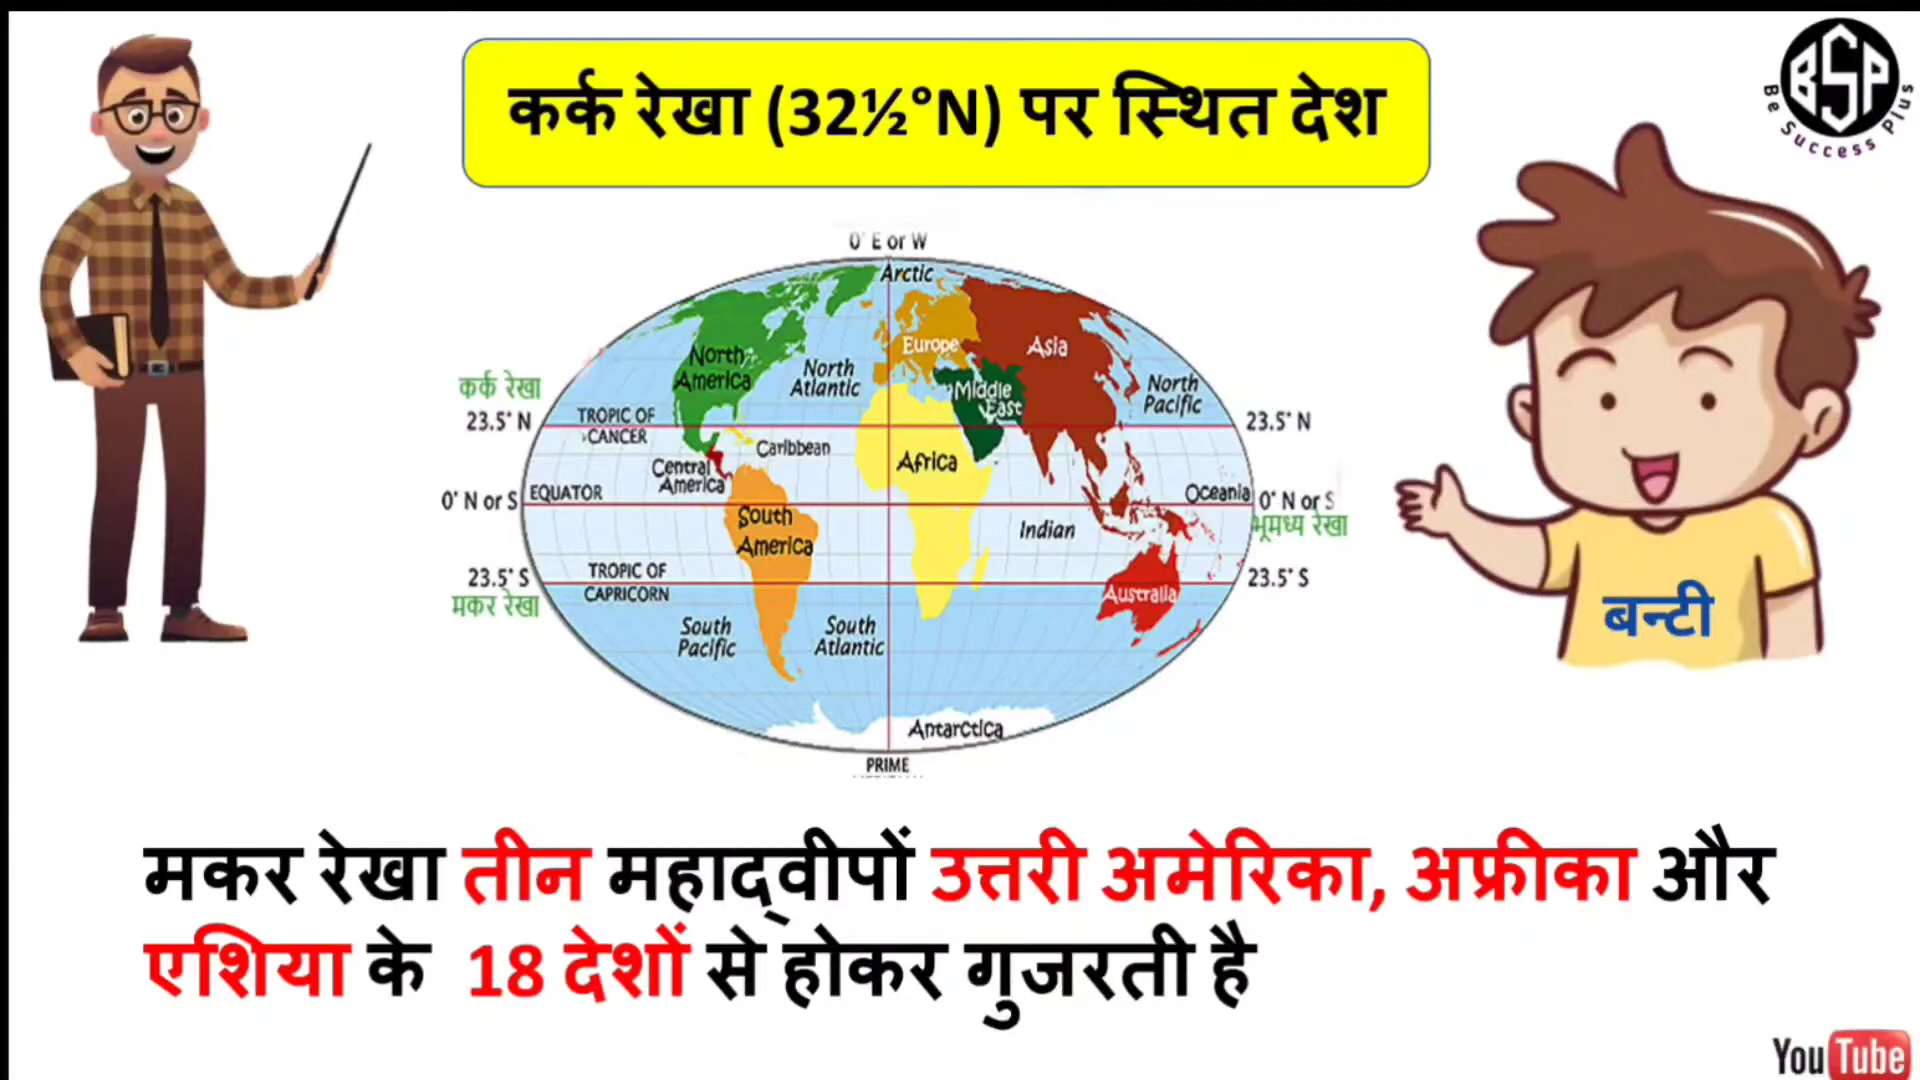 BSP
Be Success Plus
कर्क रेखा (32½°N) पर स्थित देश
0° E or W
Arctic
North America
Europe
Asia
North Atlantic
Middle East
North Pacific
कर्क रेखा
23.5° N
TROPIC OF CANCER
23.5° N
Caribbean
Central America
Africa
0° N or S
EQUATOR
Oceania
0° N or S
भूमध्य रेखा
South America
Indian
23.5° S
मकर रेखा
TROPIC OF CAPRICORN
Australia
23.5° S
South Pacific
South Atlantic
Antarctica
PRIME
बन्टी
मकर रेखा तीन महाद्वीपों उत्तरी अमेरिका, अफ्रीका और
एशिया के 18 देशों से होकर गुजरती है
YouTube